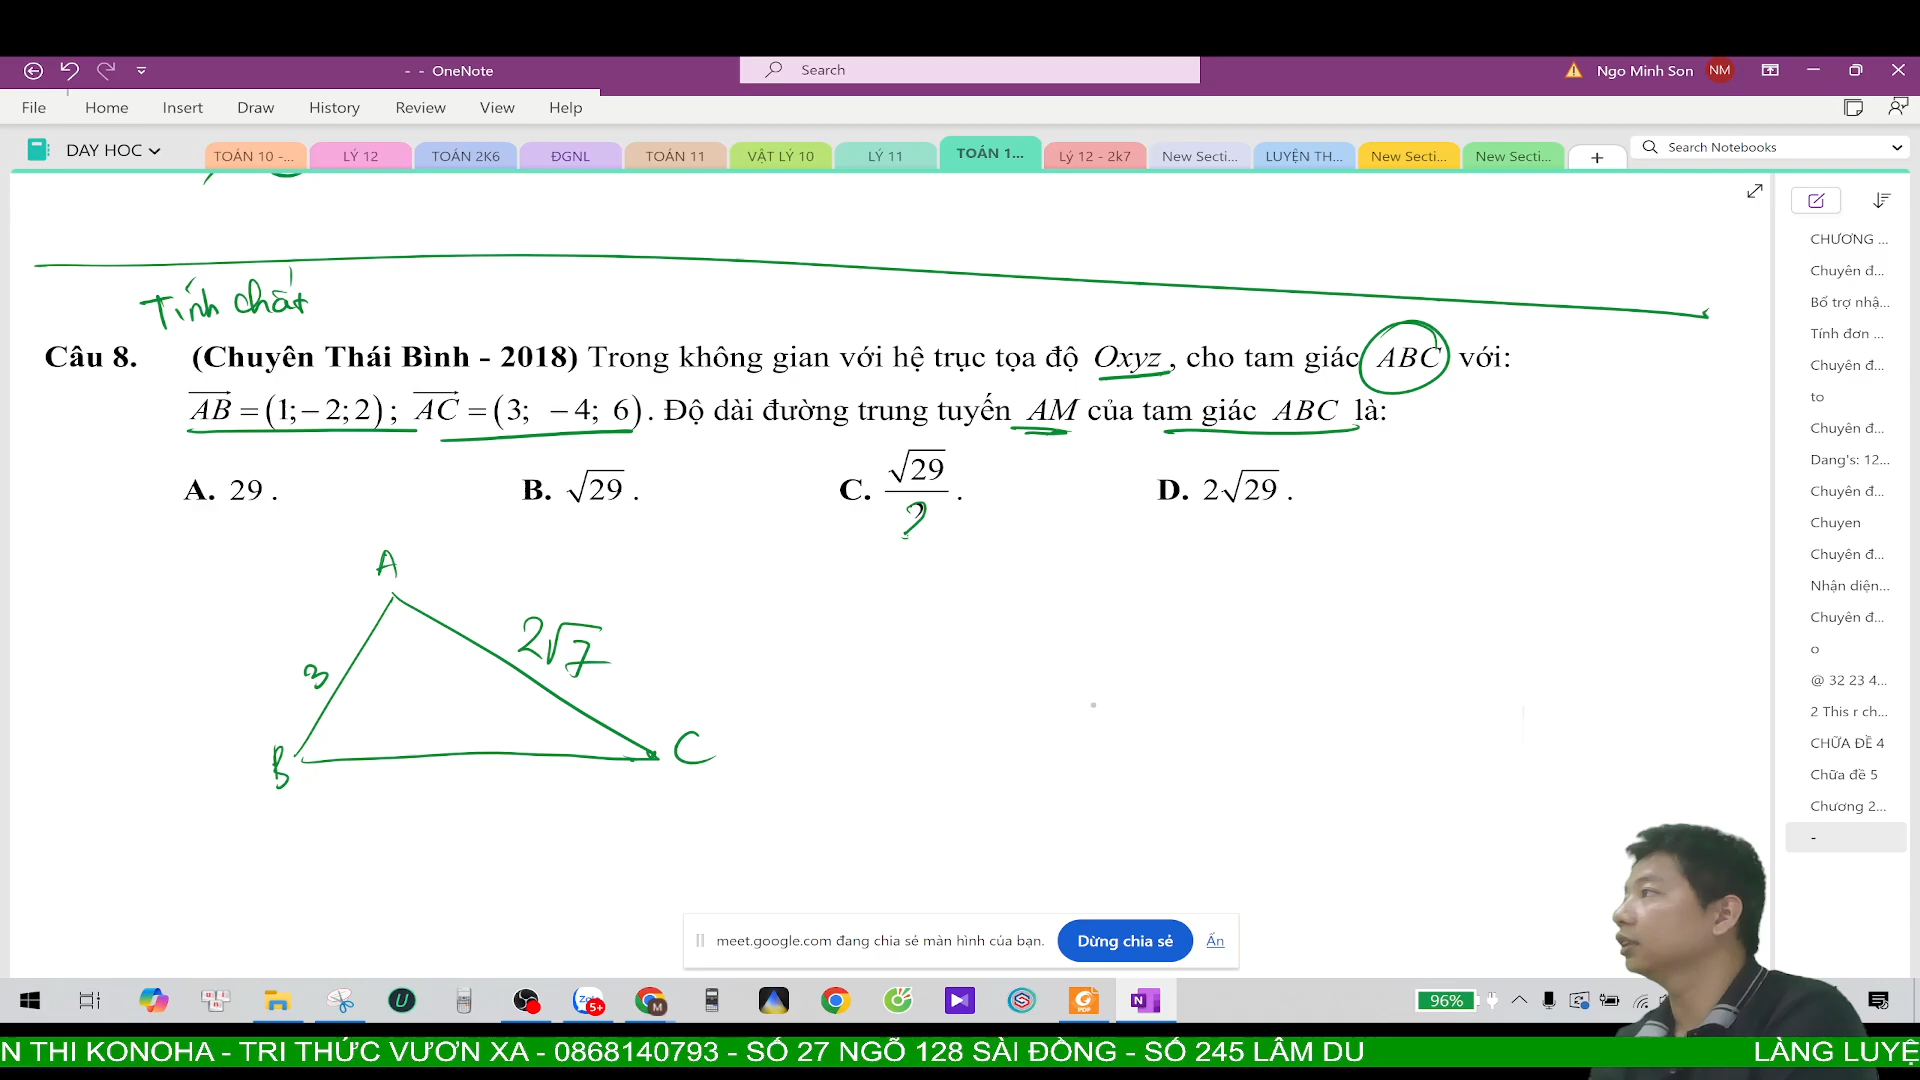 - - OneNote
Search
Ngo Minh Son NM
File Home Insert Draw History Review View Help
DAY HOC
TOÁN 10 -... LÝ 12 TOÁN 2K6 ĐGNL TOÁN 11 VẬT LÝ 10 LÝ 11 TOÁN 1... Lý 12 - 2k7 New Secti... LUYỆN TH... New Secti... New Secti... +
Search Notebooks
Tính chất
Câu 8. (Chuyên Thái Bình - 2018) Trong không gian với hệ trục tọa độ Oxyz, cho tam giác ABC với:
AB = (1;−2;2); AC = (3; −4; 6). Độ dài đường trung tuyến AM của tam giác ABC là:
A. 29. B. √29. C. √29/2. D. 2√29.
A
2√7
3
B
C
CHƯƠNG ...
Chuyên đ...
Bổ trợ nhậ...
Tính đơn ...
Chuyên đ...
to
Chuyên đ...
Dang's: 12...
Chuyên đ...
Chuyen
Chuyên đ...
Nhận diện...
Chuyên đ...
o
@ 32 23 4...
2 This r ch...
CHỮA ĐỀ 4
Chữa đề 5
Chương 2...
-
meet.google.com đang chia sẻ màn hình của bạn. Dừng chia sẻ Ẩn
96%
N THI KONOHA - TRI THỨC VƯƠN XA - 0868140793 - SỐ 27 NGÕ 128 SÀI ĐỒNG - SỐ 245 LÂM DU LÀNG LUYỆ